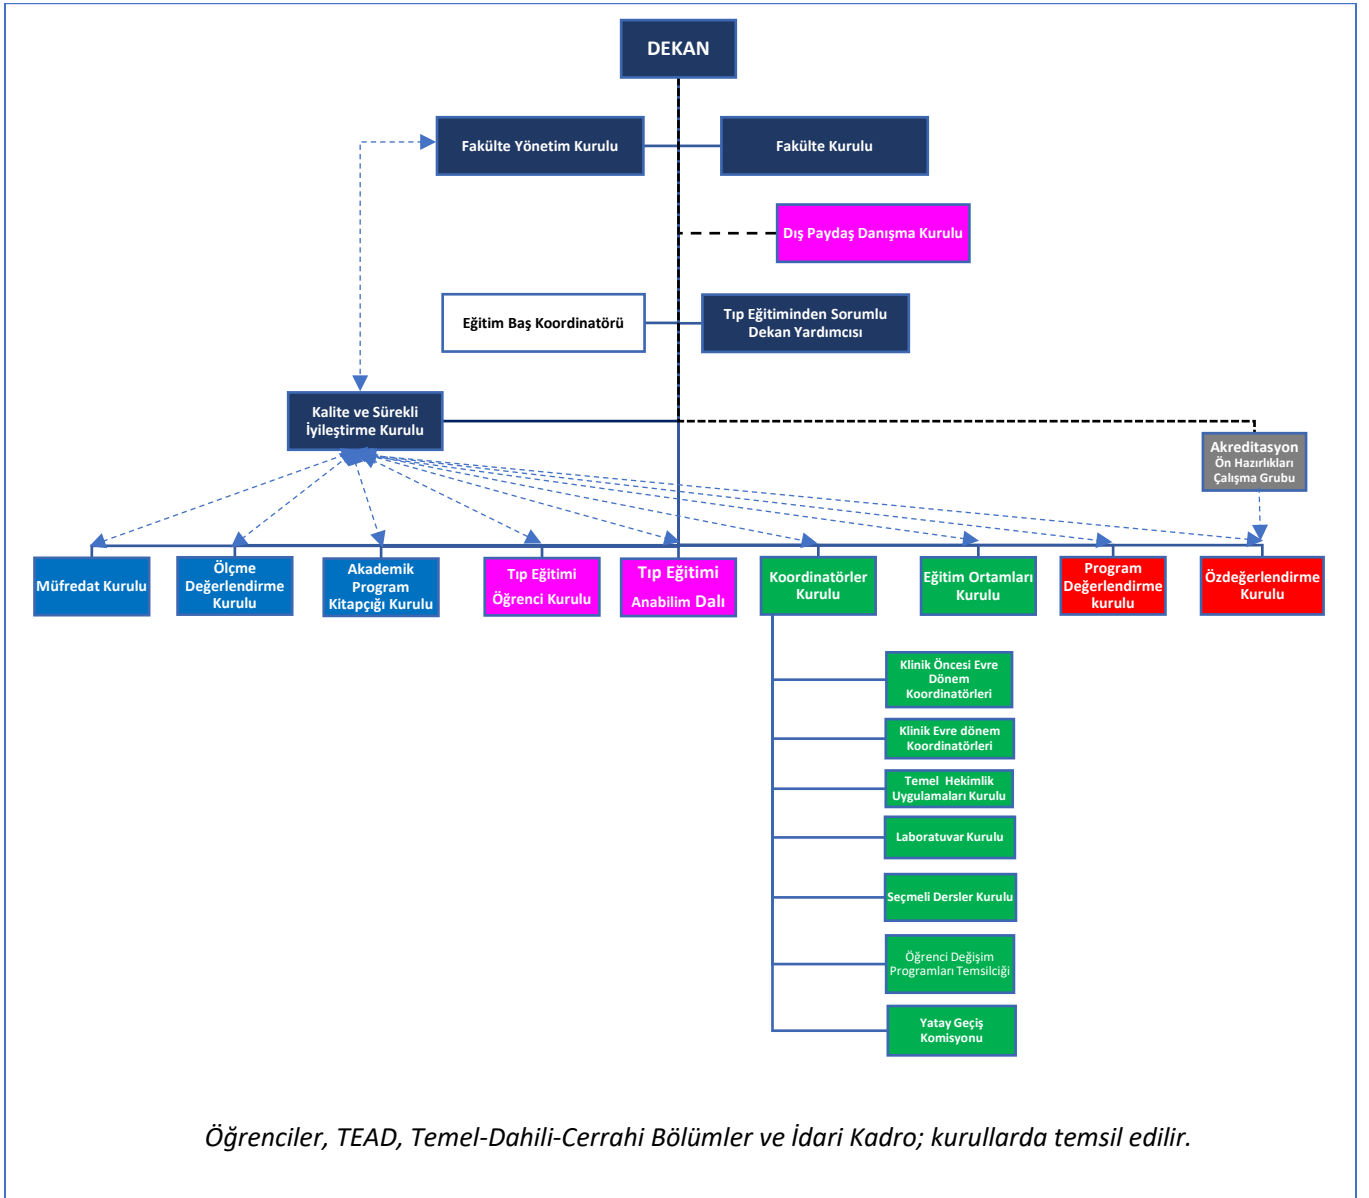 DEKAN
Fakülte Yönetim Kurulu
Fakülte Kurulu
Dış Paydaş Danışma Kurulu
Eğitim Baş Koordinatörü
Tıp Eğitiminden Sorumlu
Dekan Yardımcısı
Kalite ve Sürekli
İyileştirme Kurulu
Akreditasyon
Ön Hazırlıkları
Çalışma Grubu
Müfredat Kurulu
Ölçme
Değerlendirme
Kurulu
Akademik
Program
Kitapçığı Kurulu
Tıp Eğitimi
Öğrenci Kurulu
Tıp Eğitimi
Anabilim Dalı
Koordinatörler
Kurulu
Eğitim Ortamları
Kurulu
Program
Değerlendirme
kurulu
Özdeğerlendirme
Kurulu
Klinik Öncesi Evre
Dönem
Koordinatörleri
Klinik Evre dönem
Koordinatörleri
Temel  Hekimlik
Uygulamaları Kurulu
Laboratuvar Kurulu
Seçmeli Dersler Kurulu
Öğrenci Değişim
Programları Temsilciği
Yatay Geçiş
Komisyonu
Öğrenciler, TEAD, Temel-Dahili-Cerrahi Bölümler ve İdari Kadro; kurullarda temsil edilir.